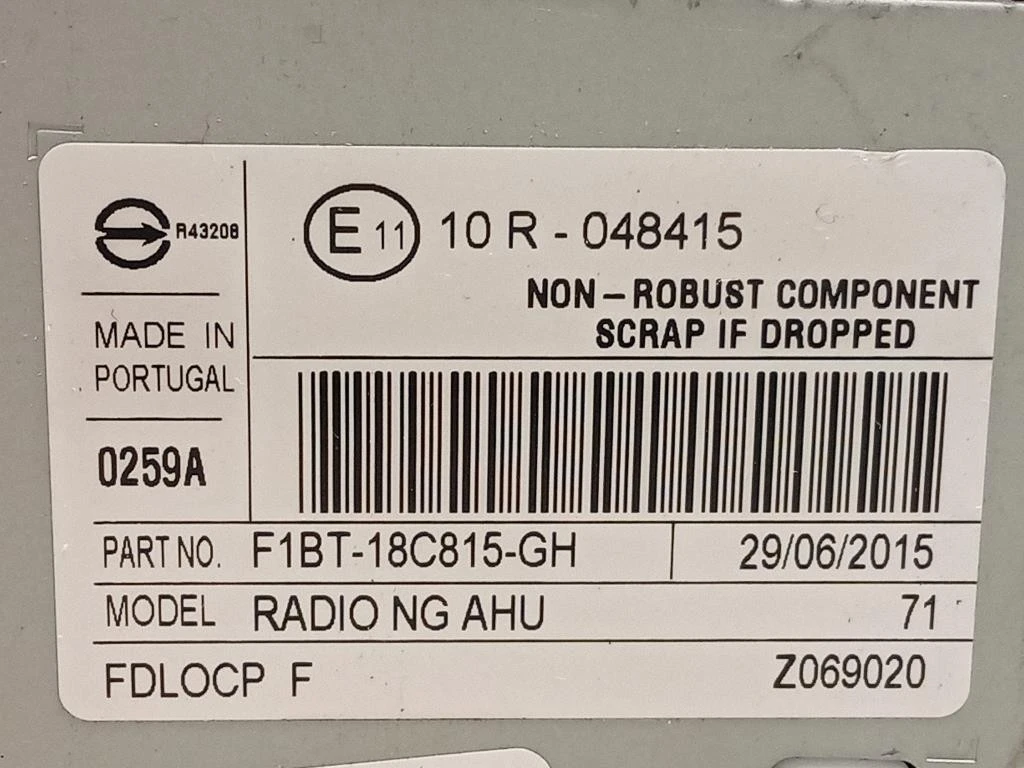 R43208
E 11 10 R - 048415
NON – ROBUST COMPONENT
SCRAP IF DROPPED
MADE IN
PORTUGAL
0259A
PART NO. F1BT-18C815-GH 29/06/2015
MODEL RADIO NG AHU 71
FDLOCP F Z069020